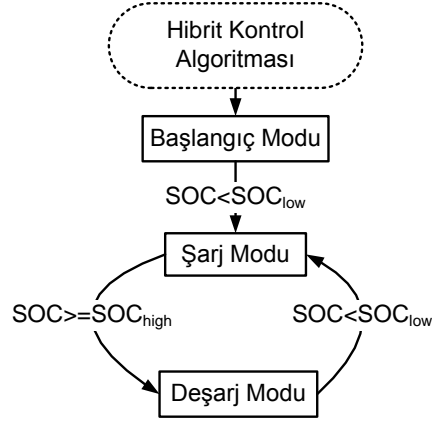 Hibrit Kontrol
Algoritması
Başlangıç Modu
SOC<SOClow
Şarj Modu
SOC>=SOChigh
SOC<SOClow
Deşarj Modu